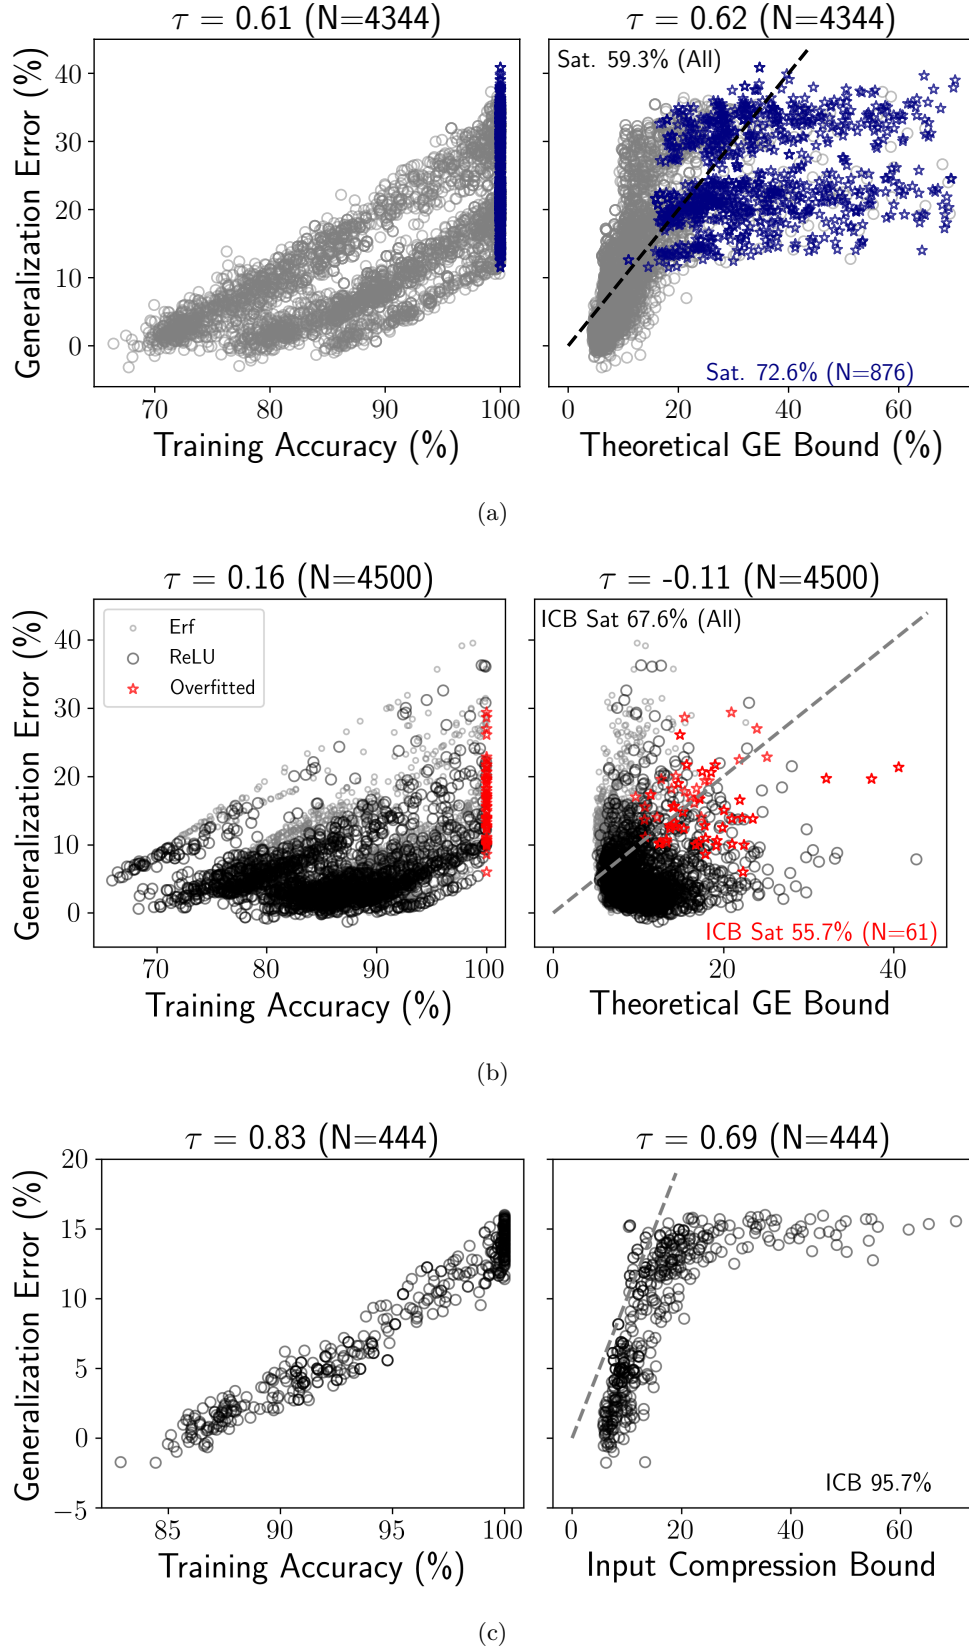 τ = 0.61 (N=4344)
τ = 0.62 (N=4344)
Generalization Error (%)
40
30
20
10
0
70
80
90
100
Training Accuracy (%)
Sat. 59.3% (All)
Sat. 72.6% (N=876)
0
20
40
60
Theoretical GE Bound (%)
(a)
τ = 0.16 (N=4500)
τ = -0.11 (N=4500)
Generalization Error (%)
40
30
20
10
0
Erf
ReLU
Overfitted
70
80
90
100
Training Accuracy (%)
ICB Sat 67.6% (All)
ICB Sat 55.7% (N=61)
0
20
40
Theoretical GE Bound
(b)
τ = 0.83 (N=444)
τ = 0.69 (N=444)
Generalization Error (%)
20
15
10
5
0
−5
85
90
95
100
Training Accuracy (%)
ICB 95.7%
0
20
40
60
Input Compression Bound
(c)